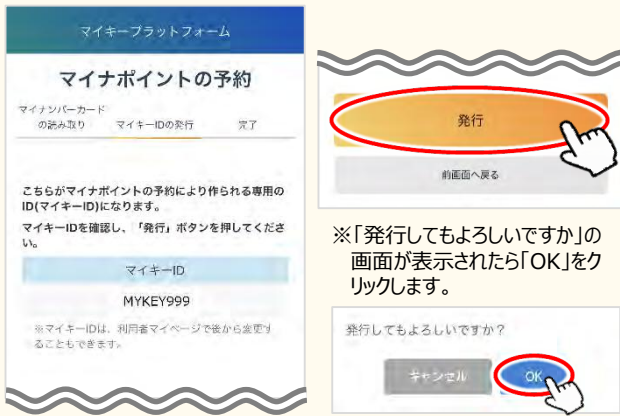 マイキープラットフォーム
マイナポイントの予約
マイナンバーカード
の読み取り
マイキーIDの発行
完了
こちらがマイナポイントの予約により作られる専用の
ID(マイキーID)になります。
マイキーIDを確認し、「発行」ボタンを押してくださ
い。
マイキーID
MYKEY999
※マイキーIDは、利用者マイページで後から変更す
ることもできます。
発行
前画面へ戻る
※「発行してもよろしいですか」の
画面が表示されたら「OK」をク
リックします。
発行してもよろしいですか？
キャンセル
OK